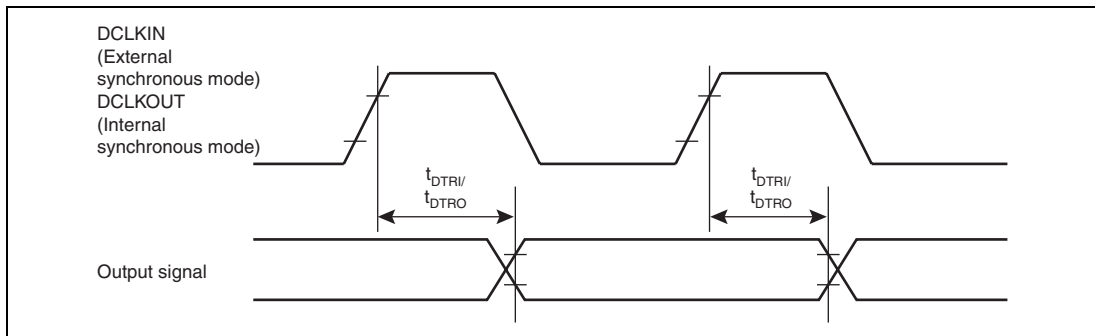 DCLKIN
(External
synchronous mode)
DCLKOUT
(Internal
synchronous mode)
tDTRI/
tDTRO
tDTRI/
tDTRO
Output signal